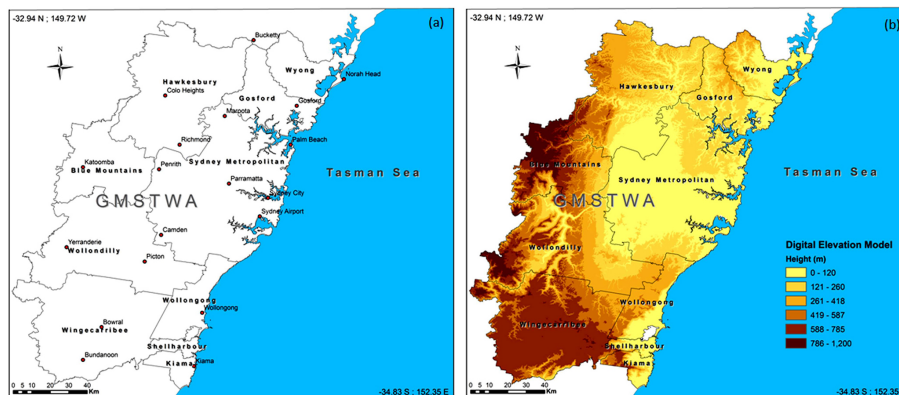 -32.94 N ; 149.72 W
(a)
Bucketty
N
Wyong
Norah Head
Hawkesbury
Colo Heights
Gosford
Gosford
Maroota
Richmond
Palm Beach
Katoomba
Blue Mountains
Penrith
Sydney Metropolitan
Parramatta
Tasman Sea
GMSTWA
Sydney City
Sydney Airport
Camden
Yerranderie
Wollondilly
Picton
Wollongong
Wollongong
Bowral
Wingecarribee
Shellharbour
Bundanoon
Kiama
Kiama
0 5 10 20 30 40
Km
-34.83 S ; 152.35 E
-32.94 N ; 149.72 W
(b)
N
Wyong
Hawkesbury
Gosford
Blue Mountains
Sydney Metropolitan
Tasman Sea
GMSTWA
Wollondilly
Digital Elevation Model
Height (m)
0 - 120
121 - 260
261 - 418
419 - 587
588 - 785
786 - 1,200
Wollongong
Wingecarribee
Shellharbour
Kiama
0 5 10 20 30 40
Km
-34.83 S ; 152.35 E